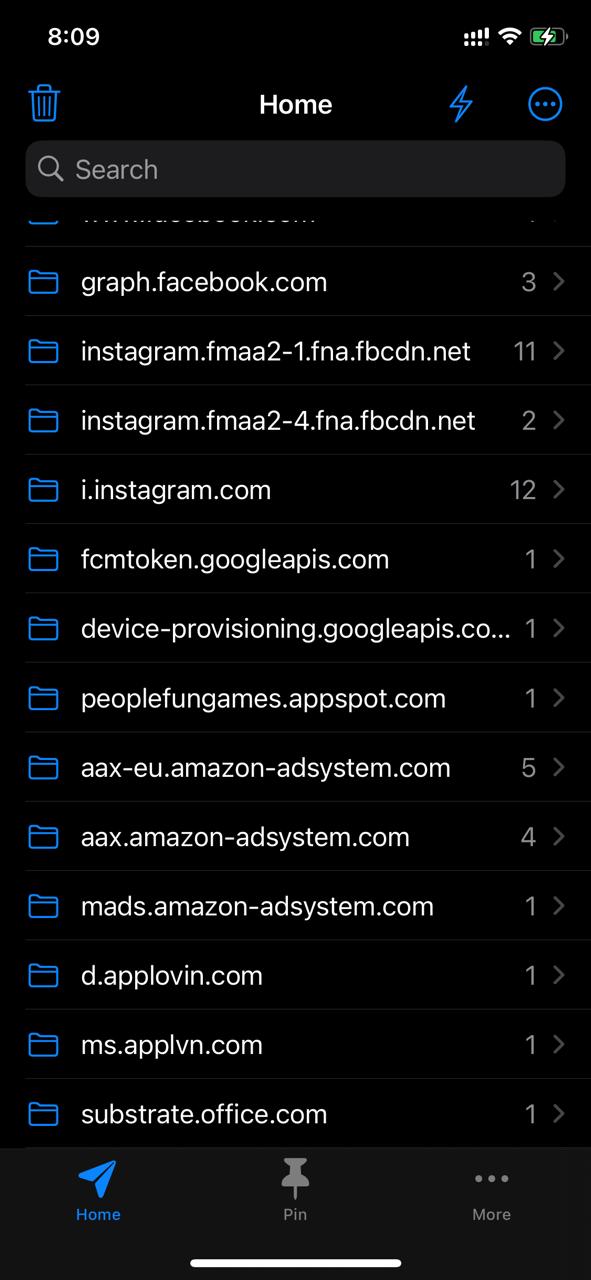 8:09
Home
Search
graph.facebook.com 3
instagram.fmaa2-1.fna.fbcdn.net 11
instagram.fmaa2-4.fna.fbcdn.net 2
i.instagram.com 12
fcmtoken.googleapis.com 1
device-provisioning.googleapis.co... 1
peoplefungames.appspot.com 1
aax-eu.amazon-adsystem.com 5
aax.amazon-adsystem.com 4
mads.amazon-adsystem.com 1
d.applovin.com 1
ms.applvn.com 1
substrate.office.com 1
Home Pin More